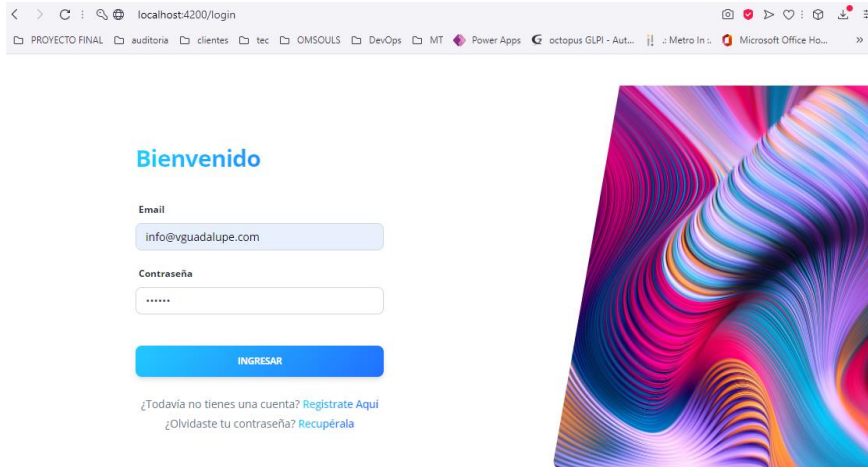 localhost:4200/login
PROYECTO FINAL auditoria clientes tec OMSOULS DevOps MT Power Apps octopus GLPI - Aut... .: Metro In :. Microsoft Office Ho... »
Bienvenido
Email
info@vguadalupe.com
Contraseña
••••••
INGRESAR
¿Todavía no tienes una cuenta? Regístrate Aquí
¿Olvidaste tu contraseña? Recupérala